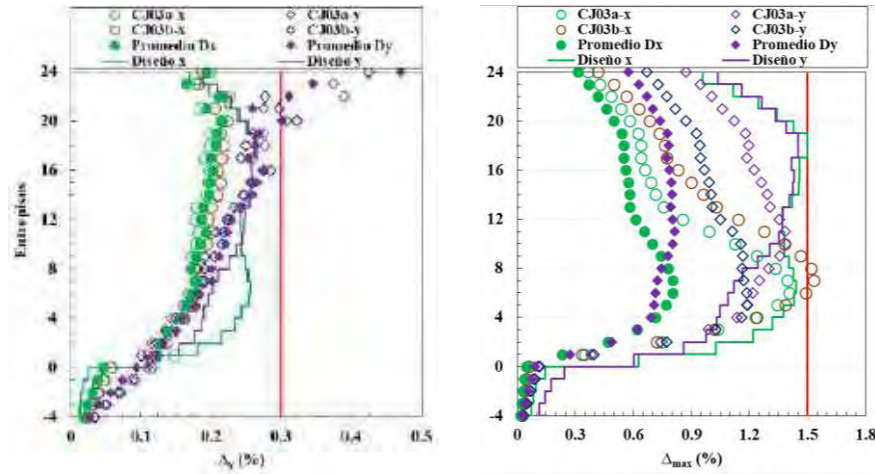 CJ03a-x CJ03a-y
CJ03b-x CJ03b-y
Promedio Dx Promedio Dy
Diseño x Diseño y
24
20
16
12
8
4
0
-4
Entrepisos
0 0.1 0.2 0.3 0.4 0.5
Δy (%)
CJ03a-x CJ03a-y
CJ03b-x CJ03b-y
Promedio Dx Promedio Dy
Diseño x Diseño y
24
20
16
12
8
4
0
-4
0 0.3 0.6 0.9 1.2 1.5 1.8
Δmax (%)